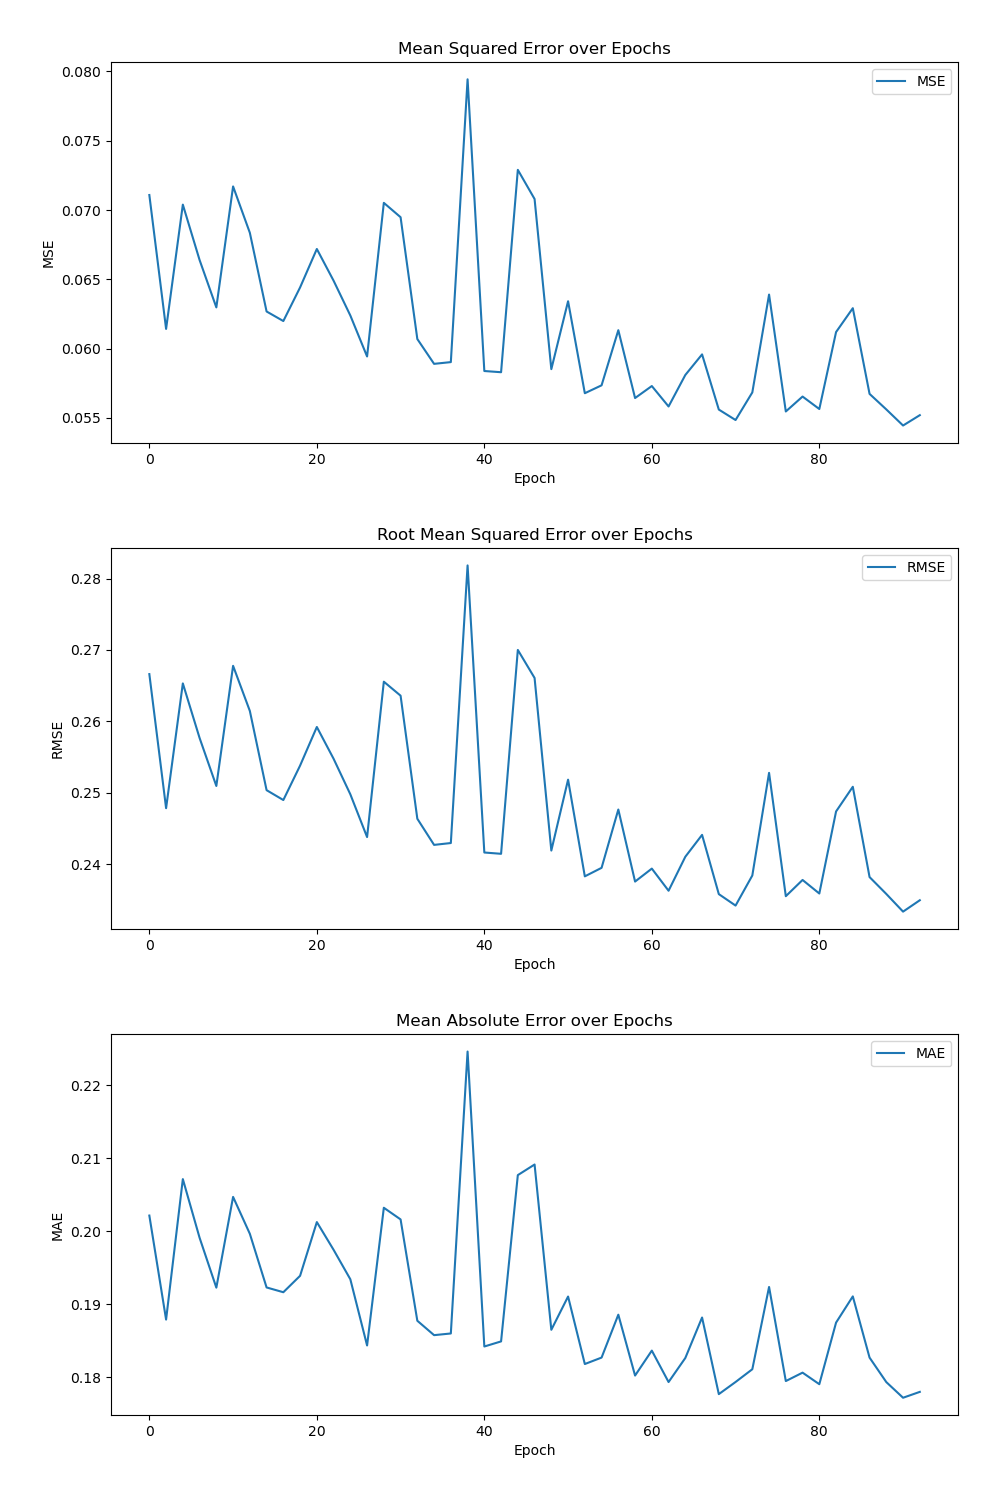 Mean Squared Error over Epochs
MSE
0.080
0.075
0.070
0.065
0.060
0.055
MSE
0 20 40 60 80
Epoch
Root Mean Squared Error over Epochs
RMSE
0.28
0.27
0.26
0.25
0.24
RMSE
0 20 40 60 80
Epoch
Mean Absolute Error over Epochs
MAE
0.22
0.21
0.20
0.19
0.18
MAE
0 20 40 60 80
Epoch